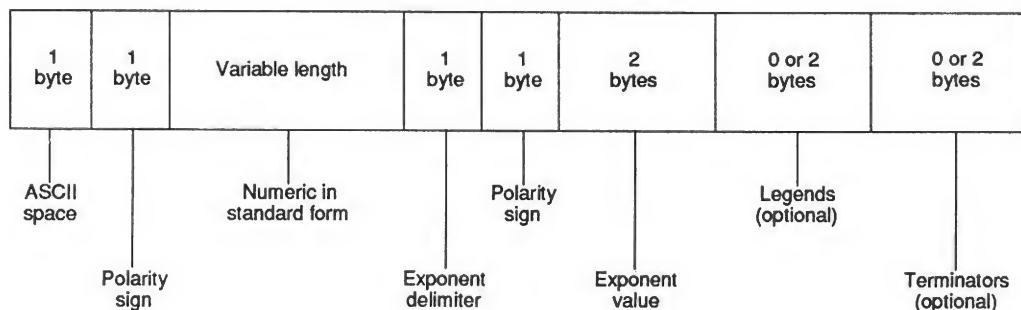 1
byte
1
byte
Variable length
1
byte
1
byte
2
bytes
0 or 2
bytes
0 or 2
bytes
ASCII
space
Numeric in
standard form
Polarity
sign
Legends
(optional)
Polarity
sign
Exponent
delimiter
Exponent
value
Terminators
(optional)